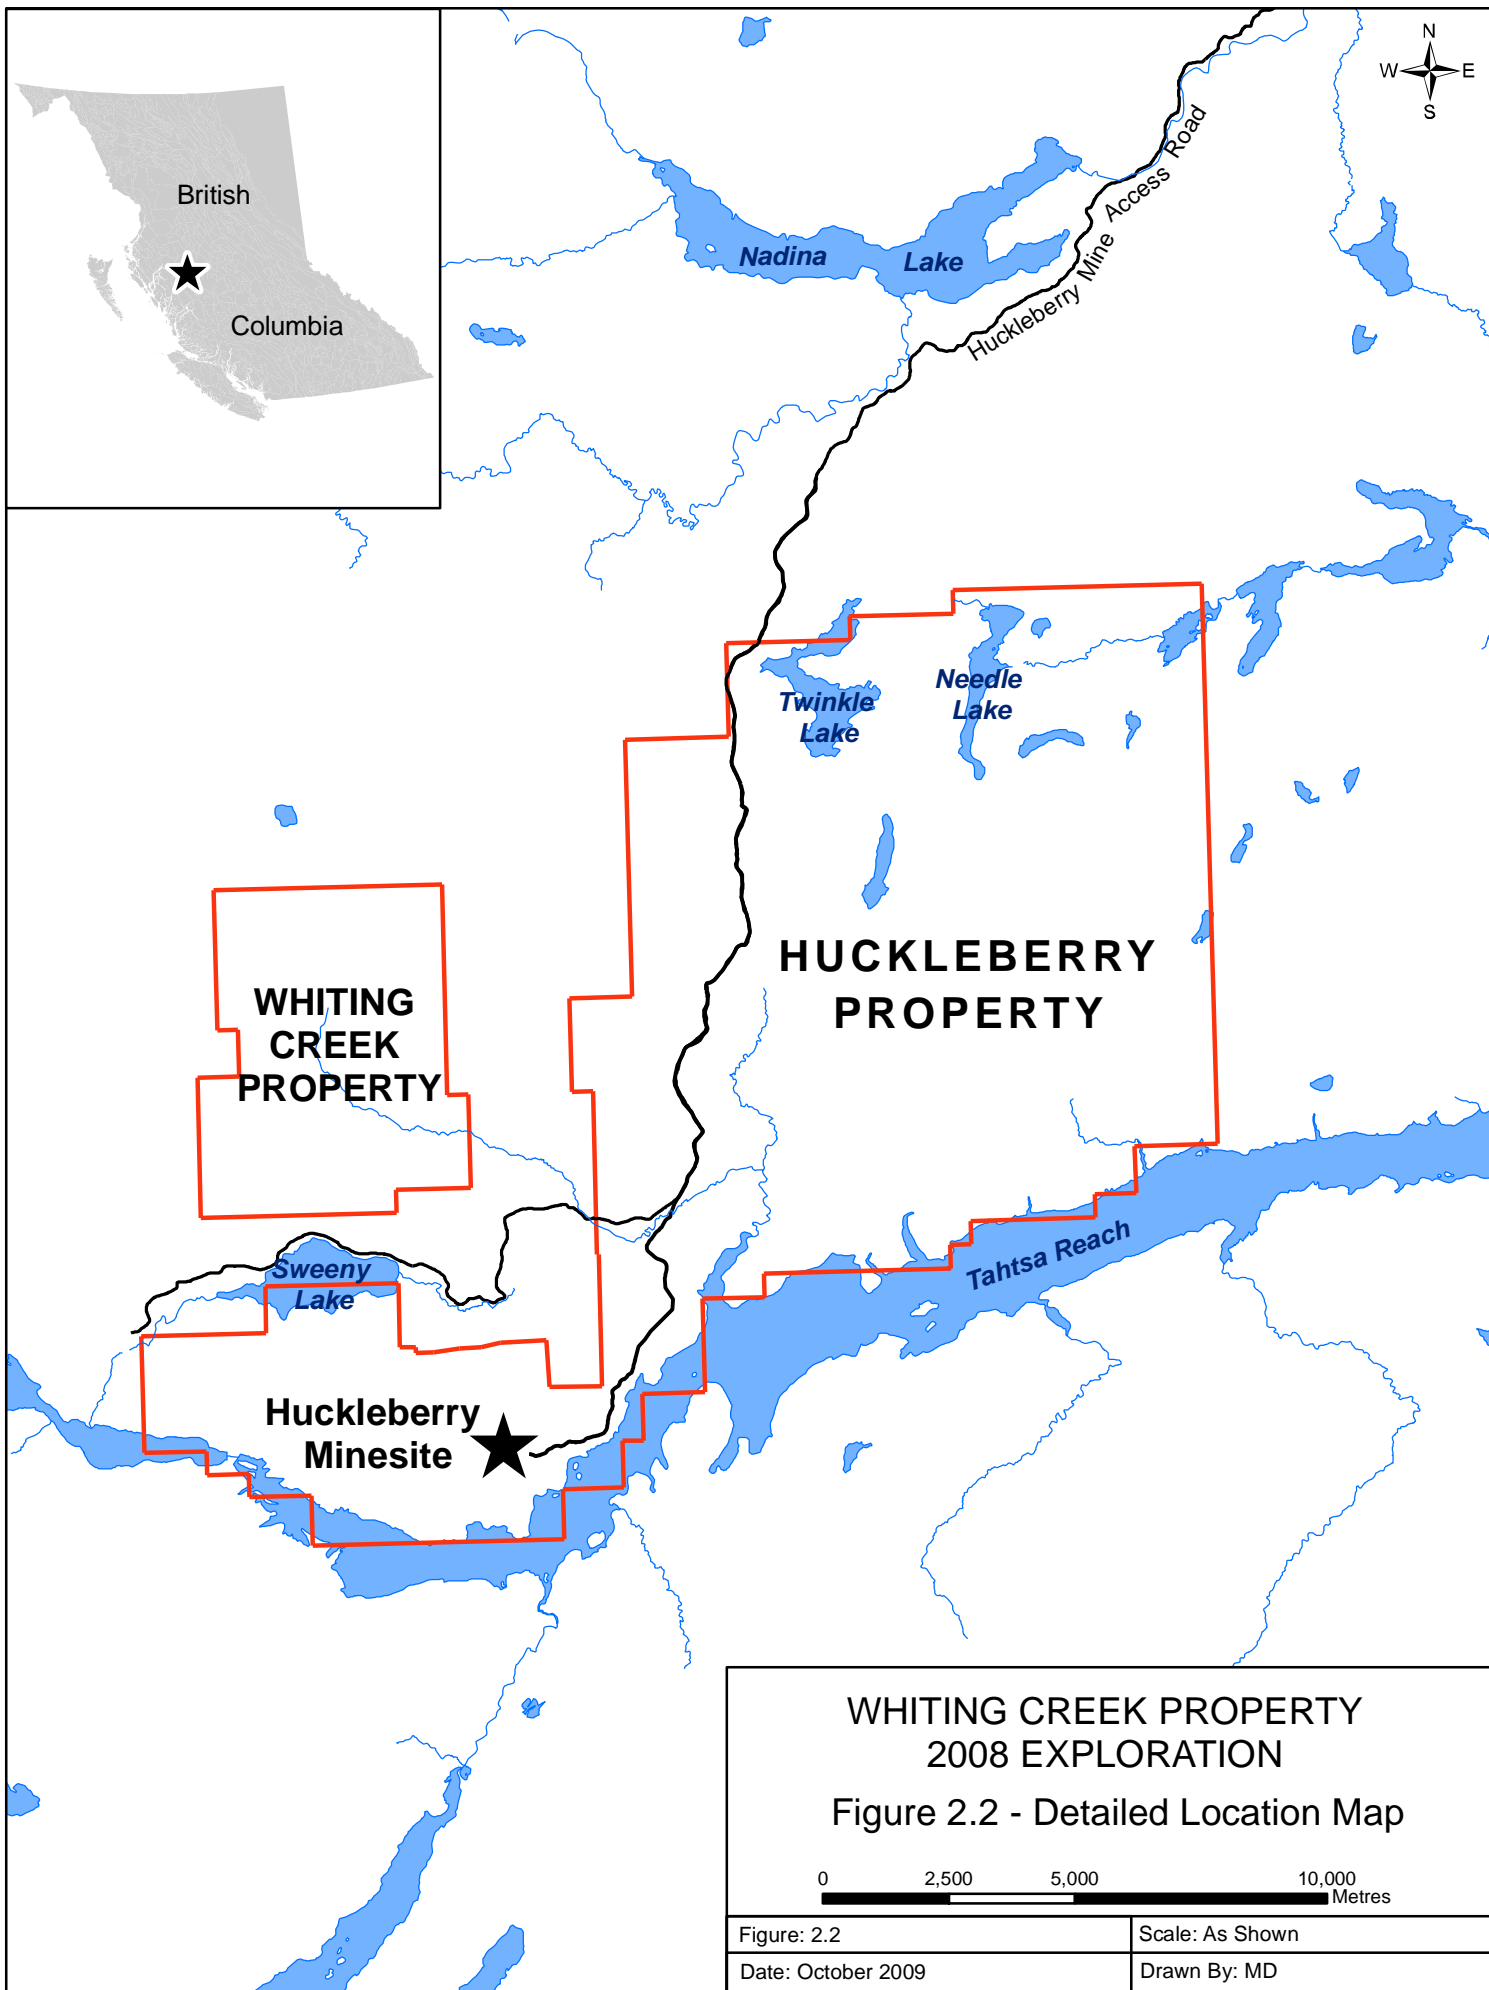 N
W E
S
British
Columbia
Nadina Lake
Huckleberry Mine Access Road
Twinkle
Lake
Needle
Lake
HUCKLEBERRY
PROPERTY
WHITING
CREEK
PROPERTY
Sweeny
Lake
Tahtsa Reach
Huckleberry
Minesite
WHITING CREEK PROPERTY
2008 EXPLORATION
Figure 2.2 - Detailed Location Map
0 2,500 5,000 10,000
Metres
Figure: 2.2
Scale: As Shown
Date: October 2009
Drawn By: MD